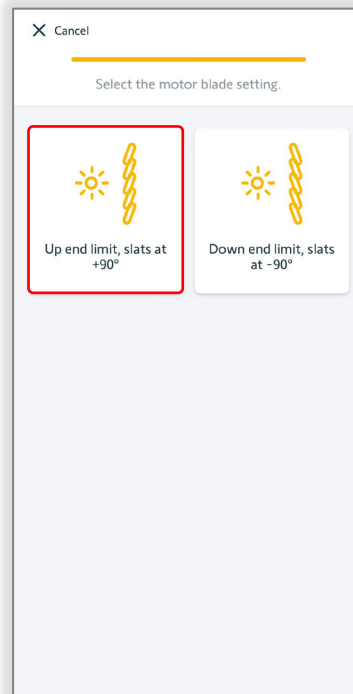 Cancel
Select the motor blade setting.
Up end limit, slats at
+90°
Down end limit, slats
at -90°